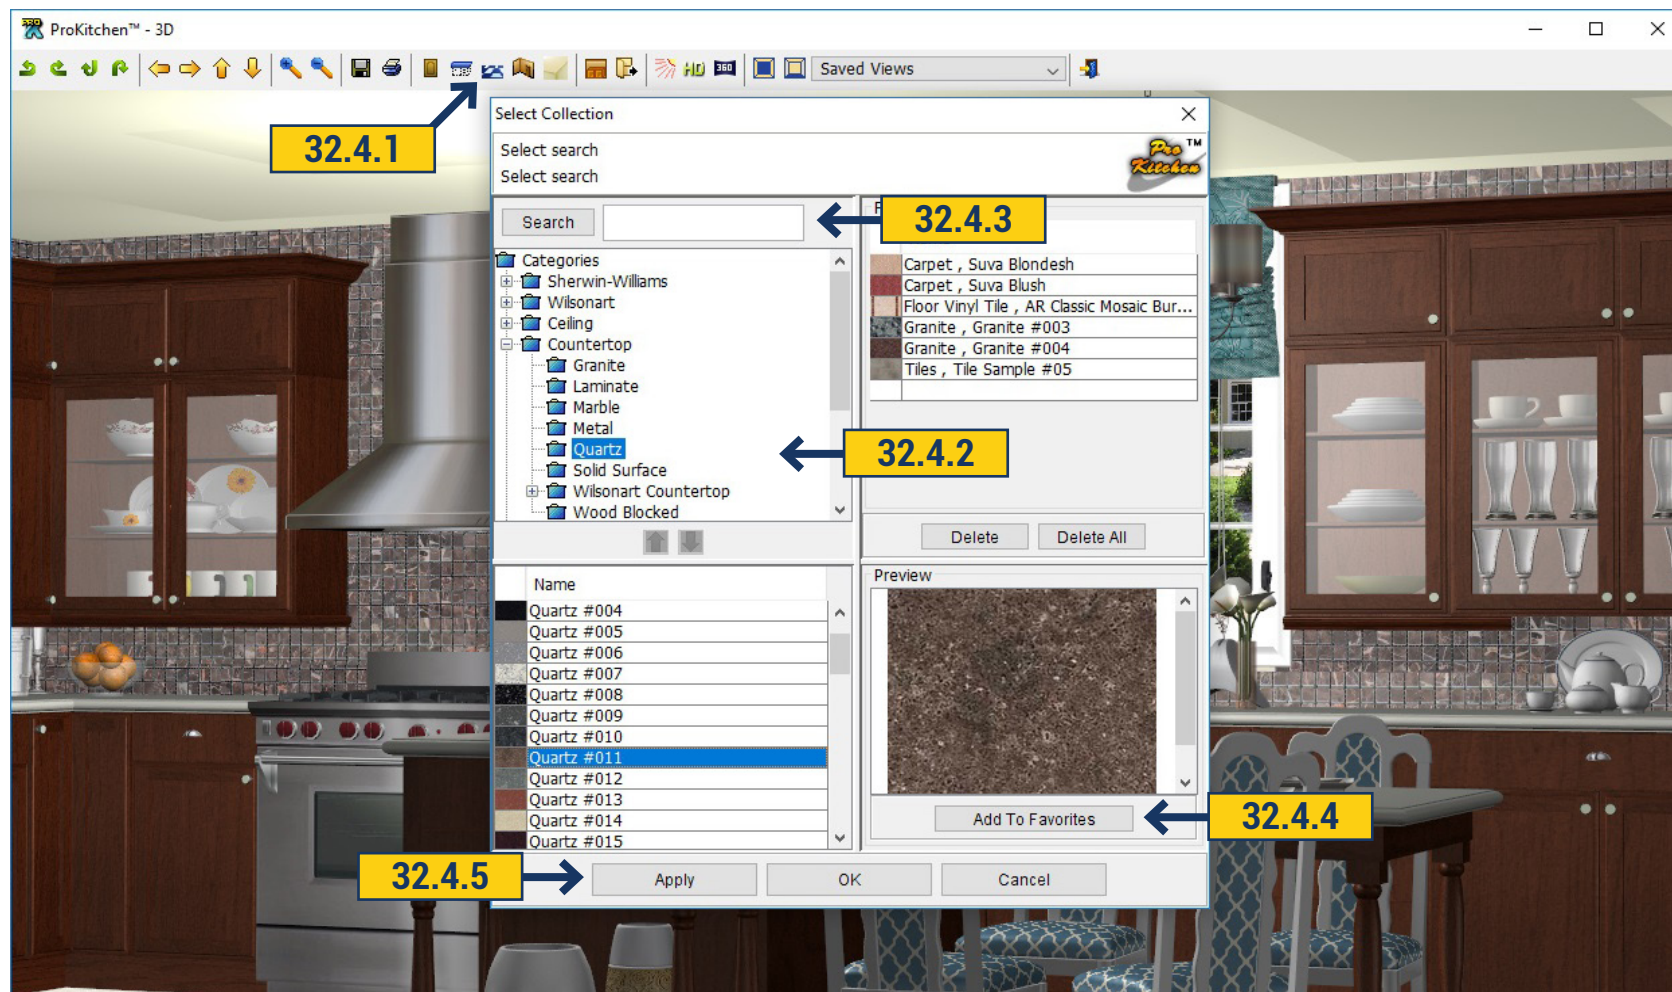 ProKitchen™ - 3D
HD
360
Saved Views
32.4.1
Select Collection
Select search
Select search
Pro™
Kitchen
Search
32.4.3
Categories
Sherwin-Williams
Wilsonart
Ceiling
Countertop
Granite
Laminate
Marble
Metal
Quartz
Solid Surface
Wilsonart Countertop
Wood Blocked
Carpet , Suva Blondesh
Carpet , Suva Blush
Floor Vinyl Tile , AR Classic Mosaic Bur...
Granite , Granite #003
Granite , Granite #004
Tiles , Tile Sample #05
32.4.2
Delete
Delete All
Name
Quartz #004
Quartz #005
Quartz #006
Quartz #007
Quartz #008
Quartz #009
Quartz #010
Quartz #011
Quartz #012
Quartz #013
Quartz #014
Quartz #015
Preview
Add To Favorites
32.4.4
32.4.5
Apply
OK
Cancel